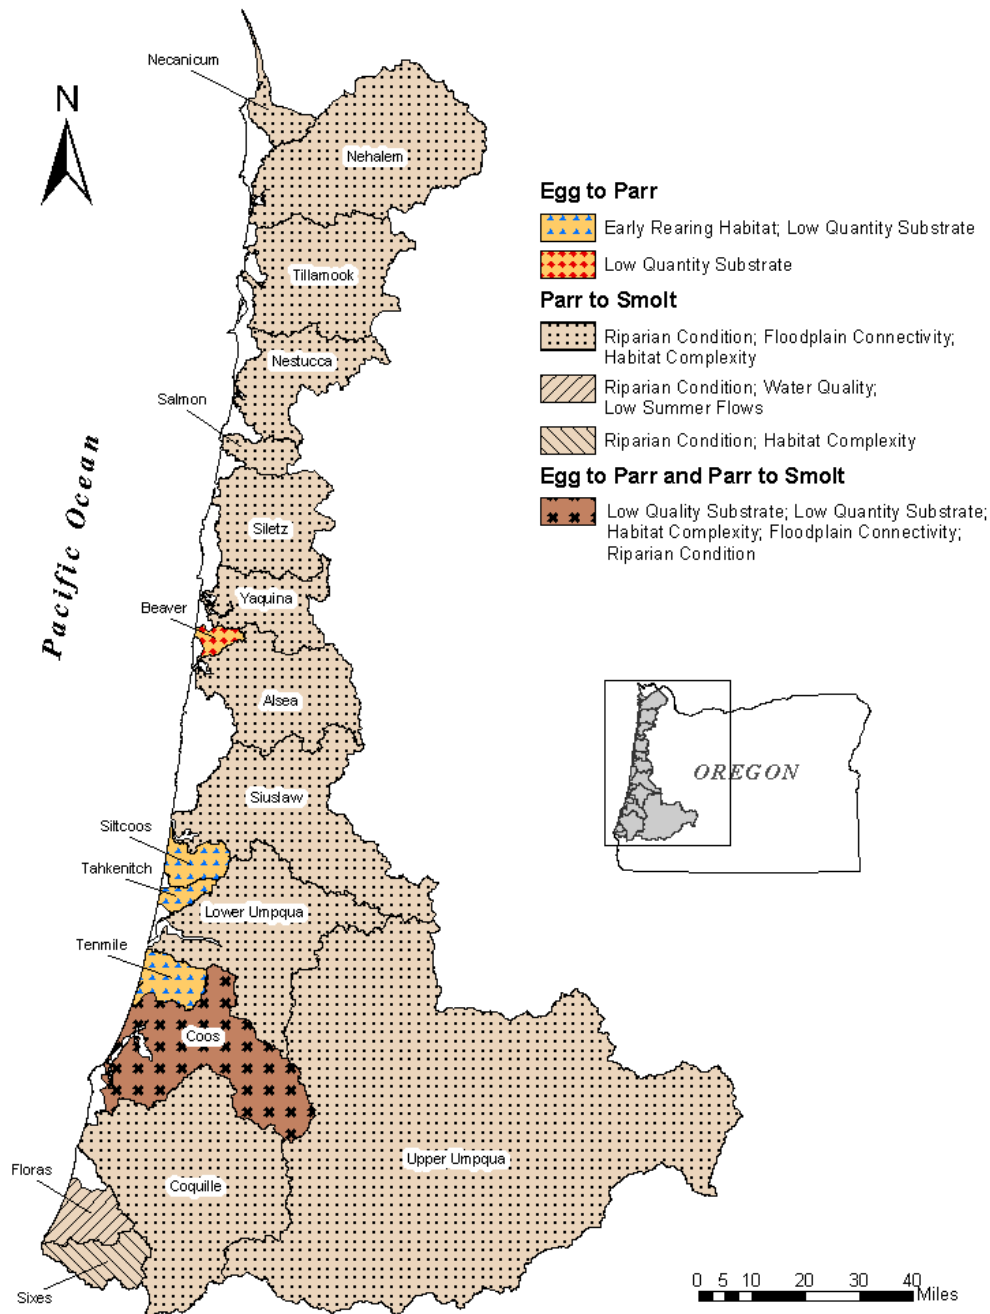 Necanicum
N
Nehalem
Egg to Parr
Early Rearing Habitat; Low Quantity Substrate
Low Quantity Substrate
Tillamook
Parr to Smolt
Riparian Condition; Floodplain Connectivity;
Habitat Complexity
Nestucca
Riparian Condition; Water Quality;
Low Summer Flows
Salmon
Riparian Condition; Habitat Complexity
Pacific Ocean
Egg to Parr and Parr to Smolt
Low Quality Substrate; Low Quantity Substrate;
Habitat Complexity; Floodplain Connectivity;
Riparian Condition
Siletz
Yaquina
Beaver
Alsea
OREGON
Siuslaw
Siltcoos
Tahkenitch
Lower Umpqua
Tenmile
Coos
Upper Umpqua
Floras
Coquille
Sixes
0 5 10 20 30 40
Miles